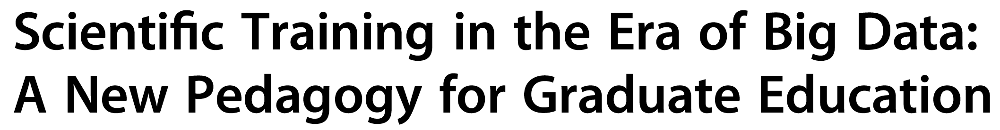 Scientific Training in the Era of Big Data:
A New Pedagogy for Graduate Education